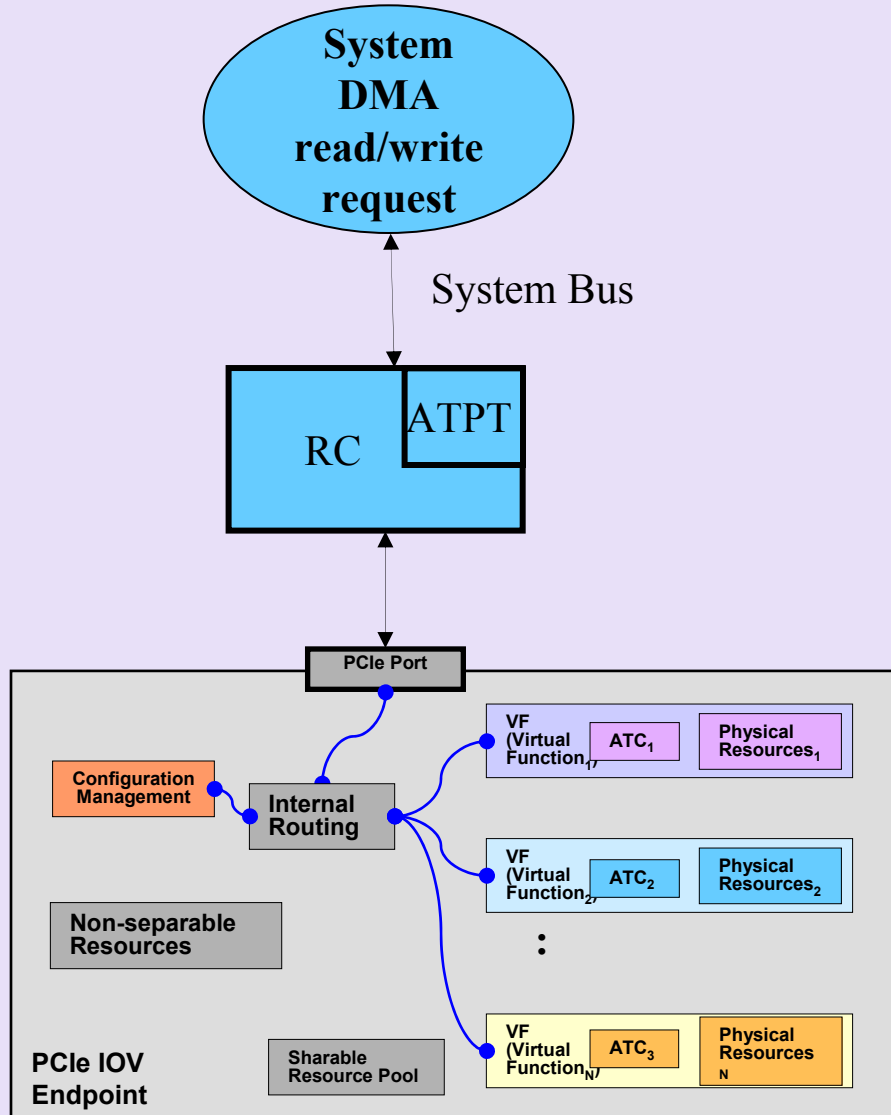 System
DMA
read/write
request
System Bus
ATPT
RC
PCIe Port
VF
(Virtual
Function₁)
ATC₁
Physical
Resources₁
Configuration
Management
Internal
Routing
VF
(Virtual
Function₂)
ATC₂
Physical
Resources₂
Non-separable
Resources
:
VF
(Virtual
Function_N)
ATC₃
Physical
Resources
N
Sharable
Resource Pool
PCIe IOV
Endpoint